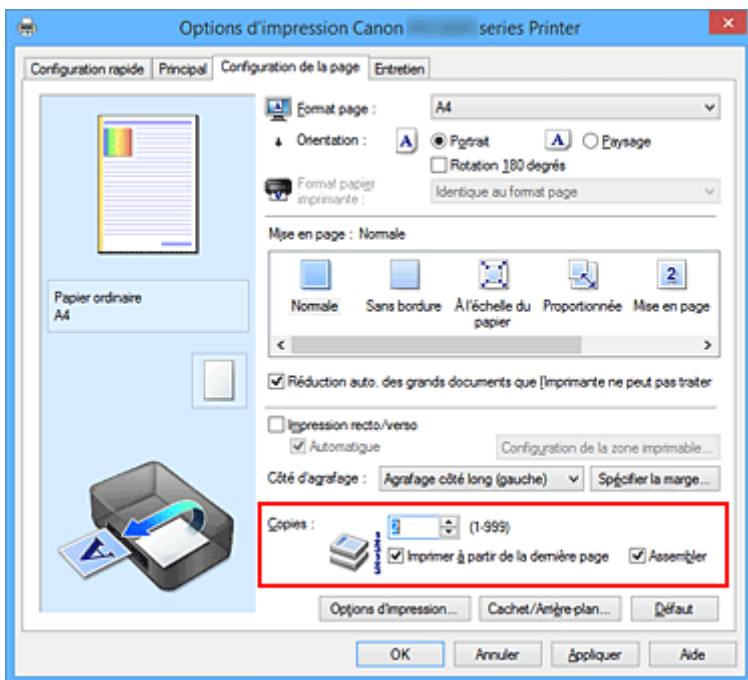 Options d'impression Canon series Printer
Configuration rapide Principal Configuration de la page Entretien
Format page : A4
Orientation : A Portrait A Paysage
Rotation 180 degrés
Format papier imprimante : Identique au format page
Mise en page : Normale
Normale Sans bordure À l'échelle du papier Proportionnée Mise en page
Papier ordinaire
A4
Réduction auto. des grands documents que l'imprimante ne peut pas traiter
Impression recto/verso
Automatique Configuration de la zone imprimable...
Côté d'agrafage : Agrafage côté long (gauche) Spécifier la marge...
Copies : 2 (1-999)
Imprimer à partir de la dernière page Assembler
Options d'impression... Cachet/Arrière-plan... Défaut
OK Annuler Appliquer Aide